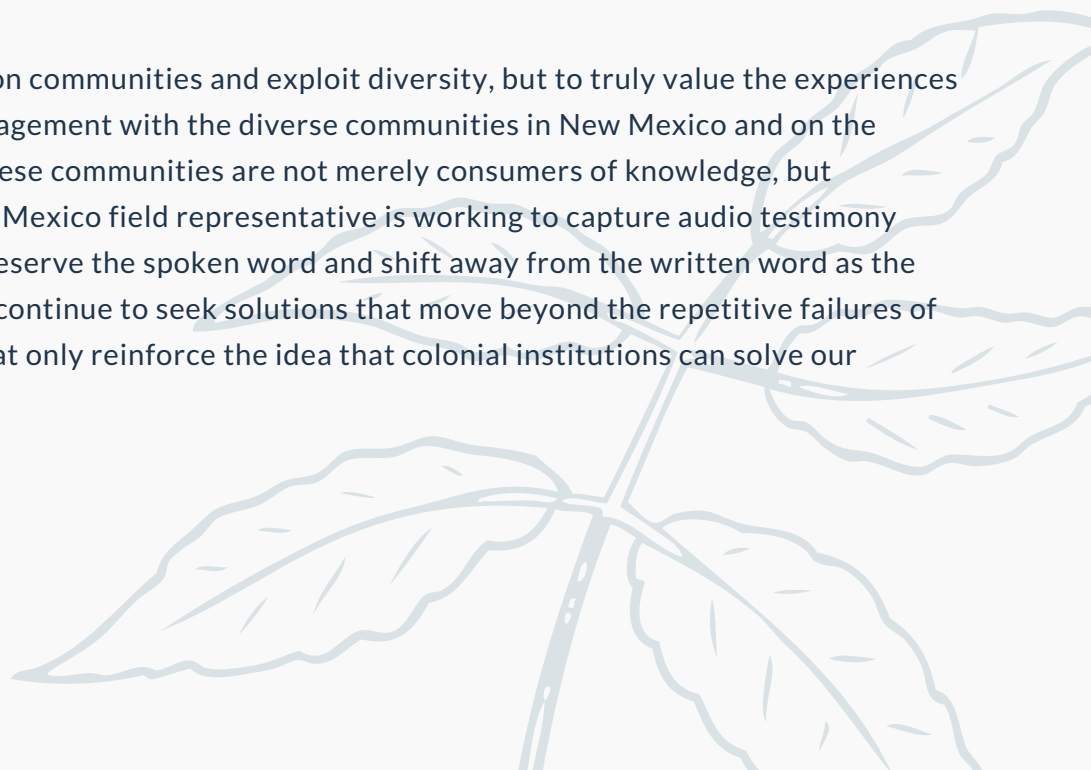 on communities and exploit diversity, but to truly value the experiences
agement with the diverse communities in New Mexico and on the
ese communities are not merely consumers of knowledge, but
Mexico field representative is working to capture audio testimony
eserve the spoken word and shift away from the written word as the
continue to seek solutions that move beyond the repetitive failures of
at only reinforce the idea that colonial institutions can solve our